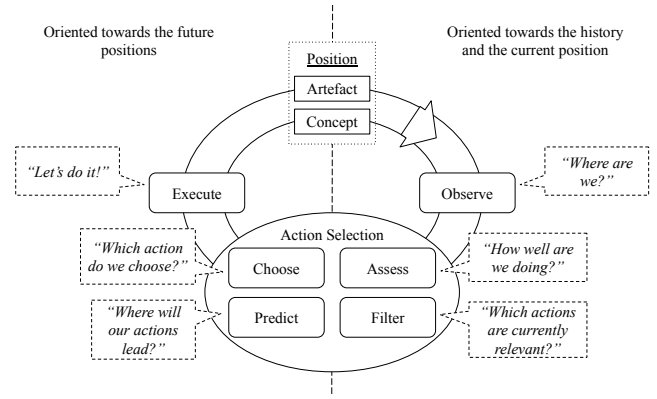 Oriented towards the future
positions
Oriented towards the history
and the current position
Position
Artefact
Concept
“Let’s do it!”
Execute
Observe
“Where are
we?”
Action Selection
“Which action
do we choose?”
Choose
Assess
“How well are
we doing?”
“Where will
our actions
lead?”
Predict
Filter
“Which actions
are currently
relevant?”